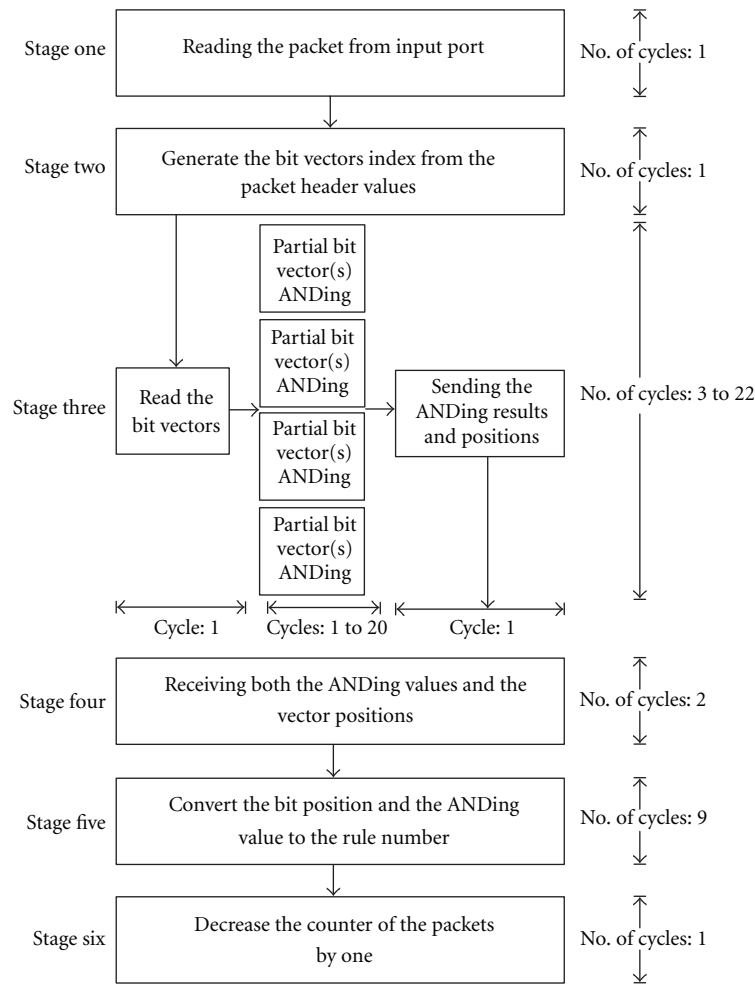 Stage one
Reading the packet from input port
No. of cycles: 1
Stage two
Generate the bit vectors index from the
packet header values
No. of cycles: 1
Stage three
Read the
bit vectors
Partial bit
vector(s)
ANDing
Partial bit
vector(s)
ANDing
Partial bit
vector(s)
ANDing
Partial bit
vector(s)
ANDing
Sending the
ANDing results
and positions
No. of cycles: 3 to 22
Cycle: 1
Cycles: 1 to 20
Cycle: 1
Stage four
Receiving both the ANDing values and the
vector positions
No. of cycles: 2
Stage five
Convert the bit position and the ANDing
value to the rule number
No. of cycles: 9
Stage six
Decrease the counter of the packets
by one
No. of cycles: 1